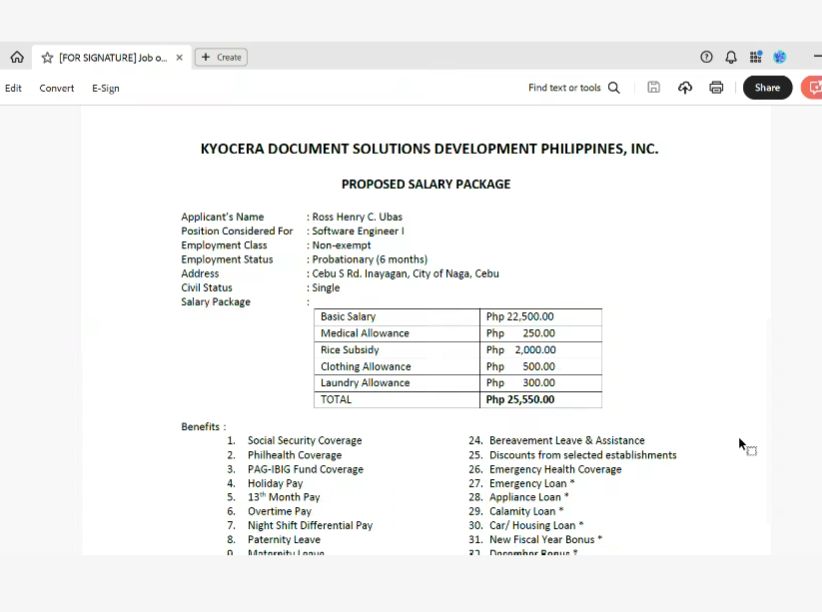 [FOR SIGNATURE] Job o...
Create
Edit Convert E-Sign Find text or tools Share
KYOCERA DOCUMENT SOLUTIONS DEVELOPMENT PHILIPPINES, INC.
PROPOSED SALARY PACKAGE
Applicant's Name : Ross Henry C. Ubas
Position Considered For : Software Engineer I
Employment Class : Non-exempt
Employment Status : Probationary (6 months)
Address : Cebu S Rd. Inayagan, City of Naga, Cebu
Civil Status : Single
Salary Package :
Basic Salary Php 22,500.00
Medical Allowance Php 250.00
Rice Subsidy Php 2,000.00
Clothing Allowance Php 500.00
Laundry Allowance Php 300.00
TOTAL Php 25,550.00
Benefits :
1. Social Security Coverage
2. Philhealth Coverage
3. PAG-IBIG Fund Coverage
4. Holiday Pay
5. 13th Month Pay
6. Overtime Pay
7. Night Shift Differential Pay
8. Paternity Leave
9. Maternity Leave
24. Bereavement Leave & Assistance
25. Discounts from selected establishments
26. Emergency Health Coverage
27. Emergency Loan *
28. Appliance Loan *
29. Calamity Loan *
30. Car/ Housing Loan *
31. New Fiscal Year Bonus *
32. December Bonus *